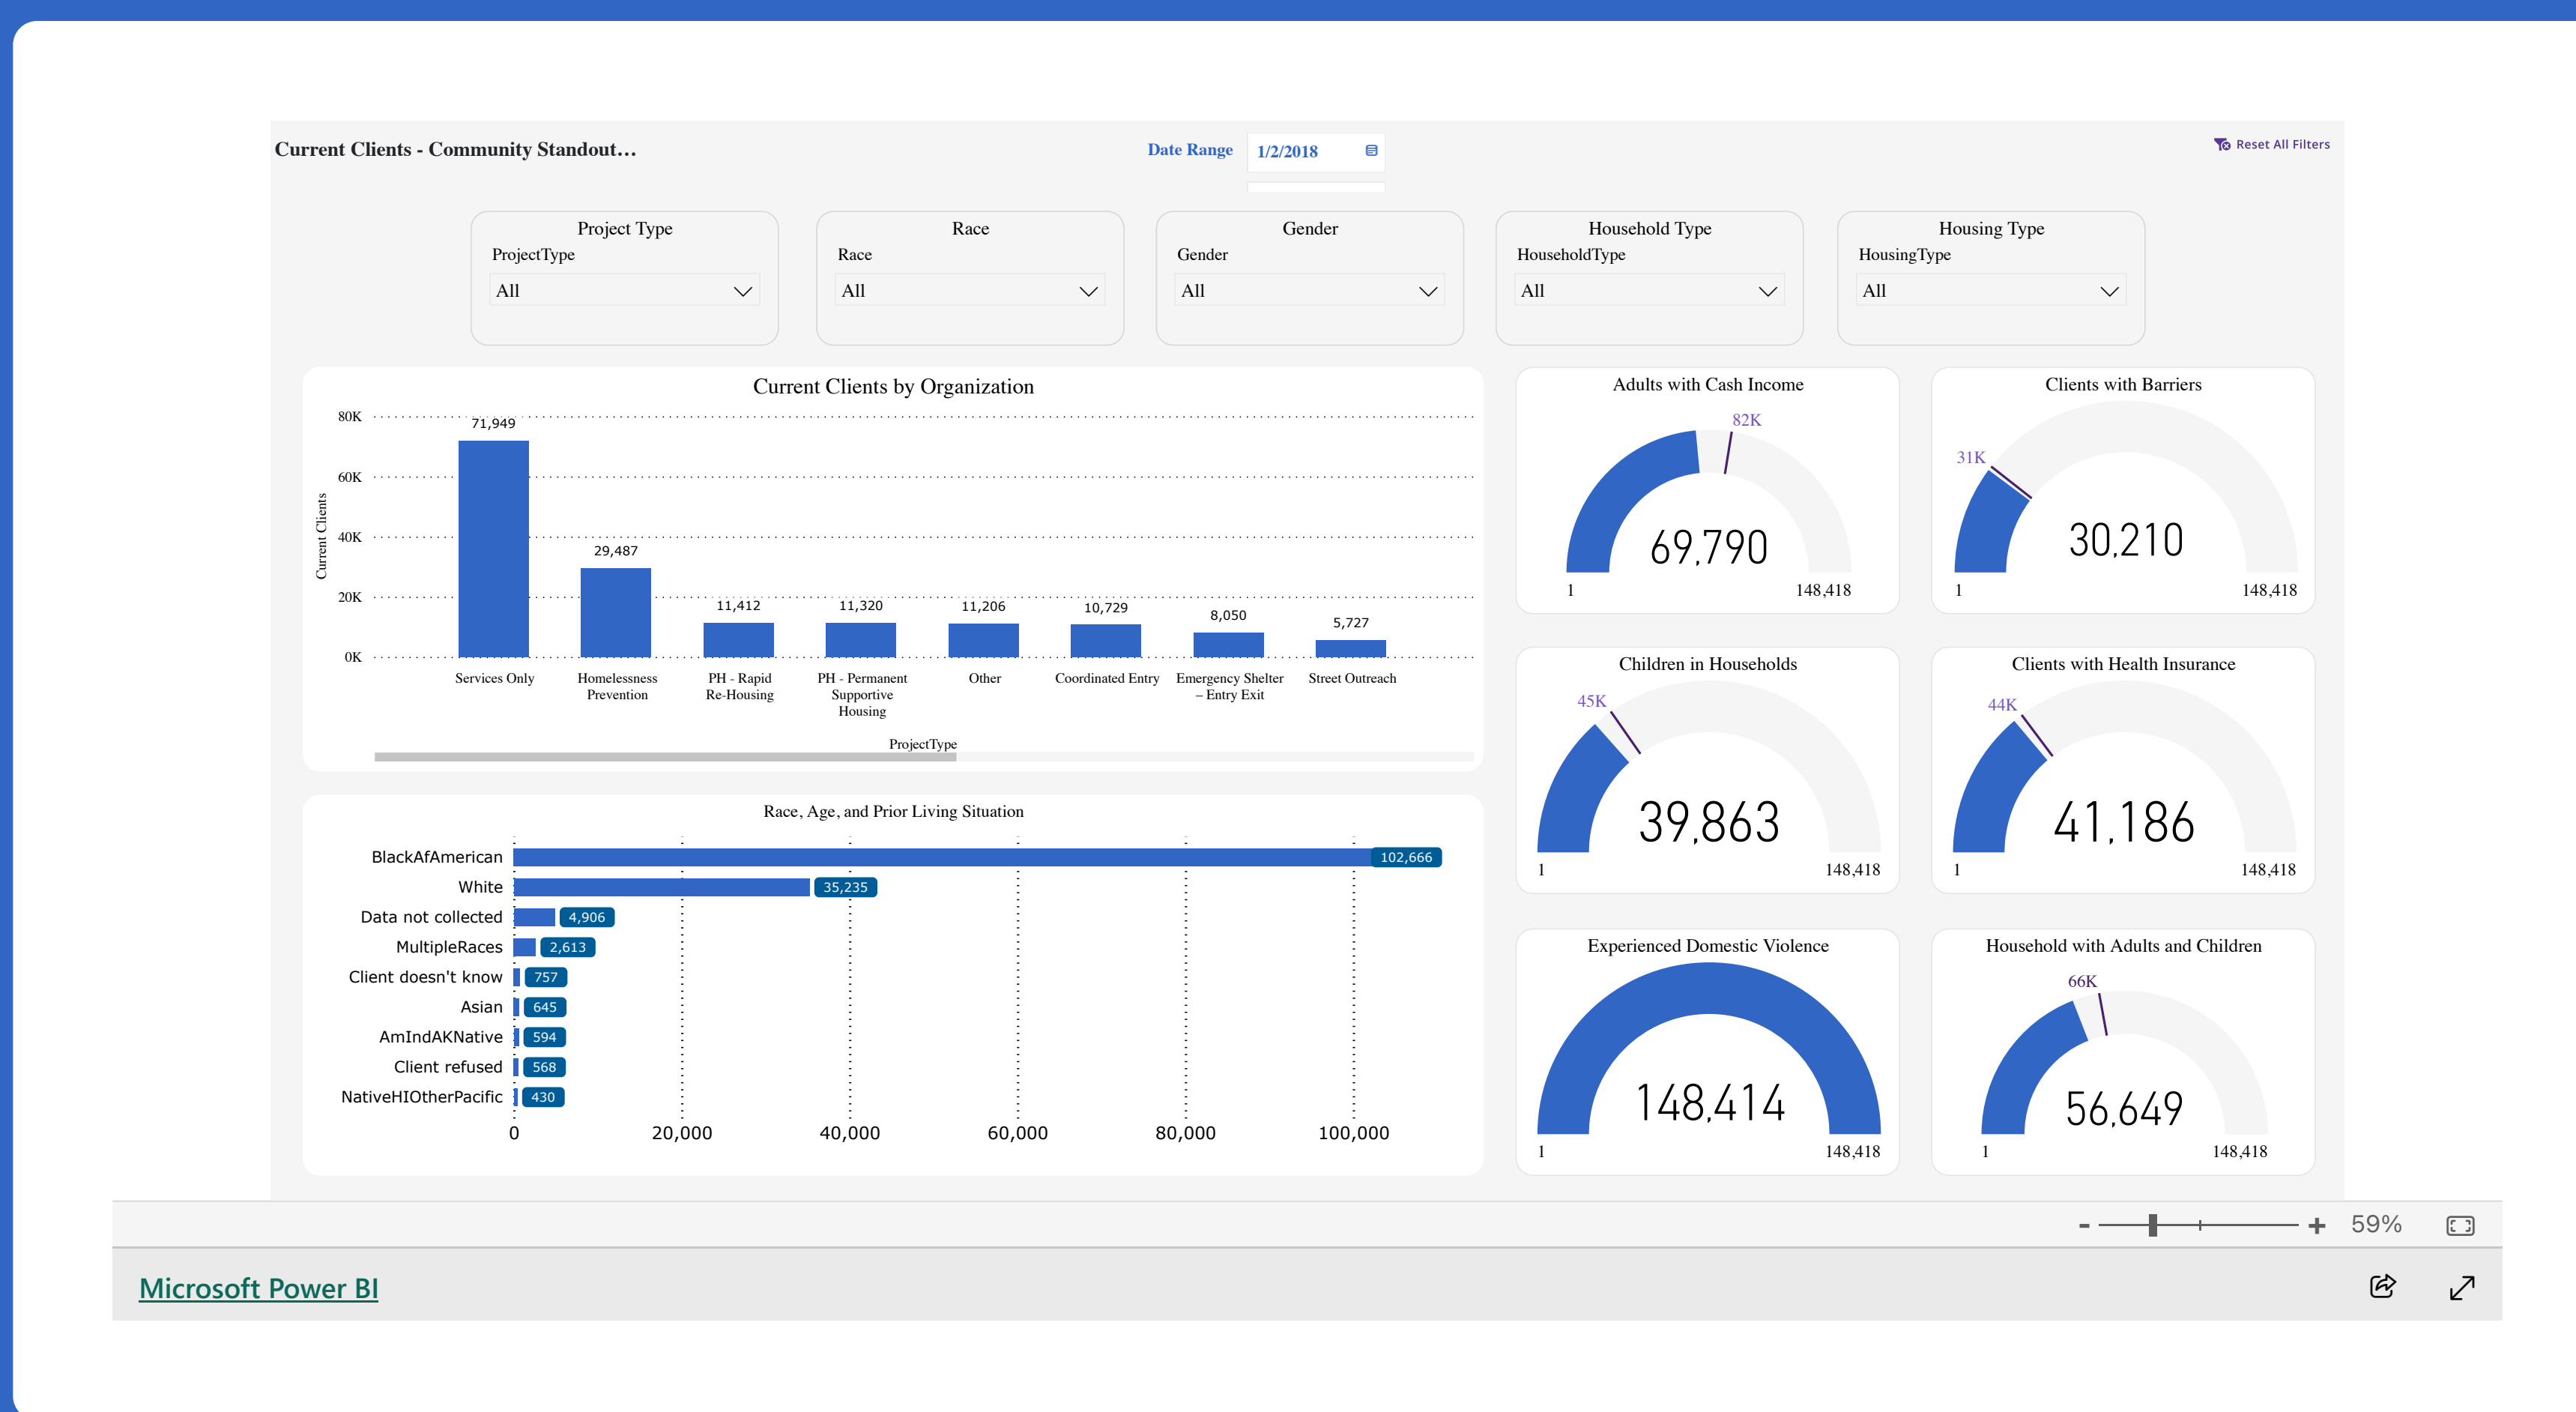 Current Clients - Community Standout...
Date Range
1/2/2018
Reset All Filters
Project Type
ProjectType
All
Race
Race
All
Gender
Gender
All
Household Type
HouseholdType
All
Housing Type
HousingType
All
Current Clients by Organization
Current Clients
80K
60K
40K
20K
0K
71,949
29,487
11,412
11,320
11,206
10,729
8,050
5,727
Services Only
Homelessness
Prevention
PH - Rapid
Re-Housing
PH - Permanent
Supportive
Housing
Other
Coordinated Entry
Emergency Shelter
– Entry Exit
Street Outreach
ProjectType
Adults with Cash Income
82K
69,790
1
148,418
Clients with Barriers
31K
30,210
1
148,418
Children in Households
45K
39,863
1
148,418
Clients with Health Insurance
44K
41,186
1
148,418
Race, Age, and Prior Living Situation
BlackAfAmerican 102,666
White 35,235
Data not collected 4,906
MultipleRaces 2,613
Client doesn't know 757
Asian 645
AmIndAKNative 594
Client refused 568
NativeHIOtherPacific 430
0 20,000 40,000 60,000 80,000 100,000
Experienced Domestic Violence
148,414
1
148,418
Household with Adults and Children
66K
56,649
1
148,418
- + 59%
Microsoft Power BI